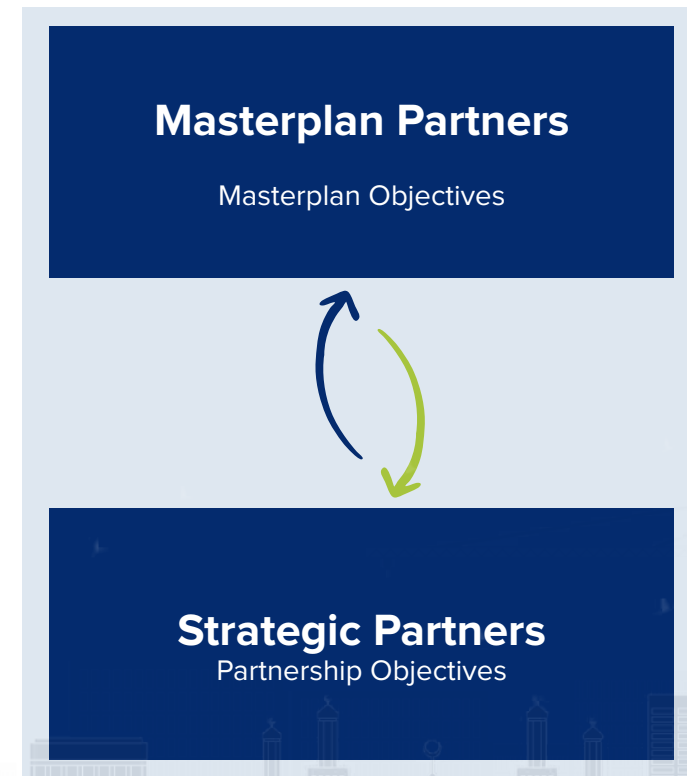 Masterplan Partners
Masterplan Objectives
Strategic Partners
Partnership Objectives